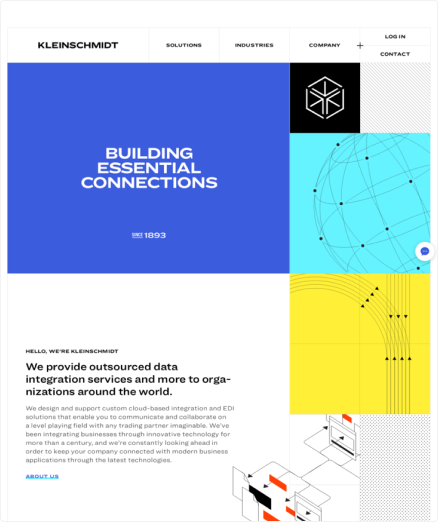 KLEINSCHMIDT
SOLUTIONS
INDUSTRIES
COMPANY
LOG IN
CONTACT
BUILDING
ESSENTIAL
CONNECTIONS
SINCE 1893
HELLO, WE'RE KLEINSCHMIDT
We provide outsourced data
integration services and more to orga-
nizations around the world.
We design and support custom cloud-based integration and EDI
solutions that enable you to communicate and collaborate on
a level playing field with any trading partner imaginable. We've
been integrating businesses through innovative technology for
more than a century, and we're constantly looking ahead in
order to keep your company connected with modern business
applications through the latest technologies.
ABOUT US